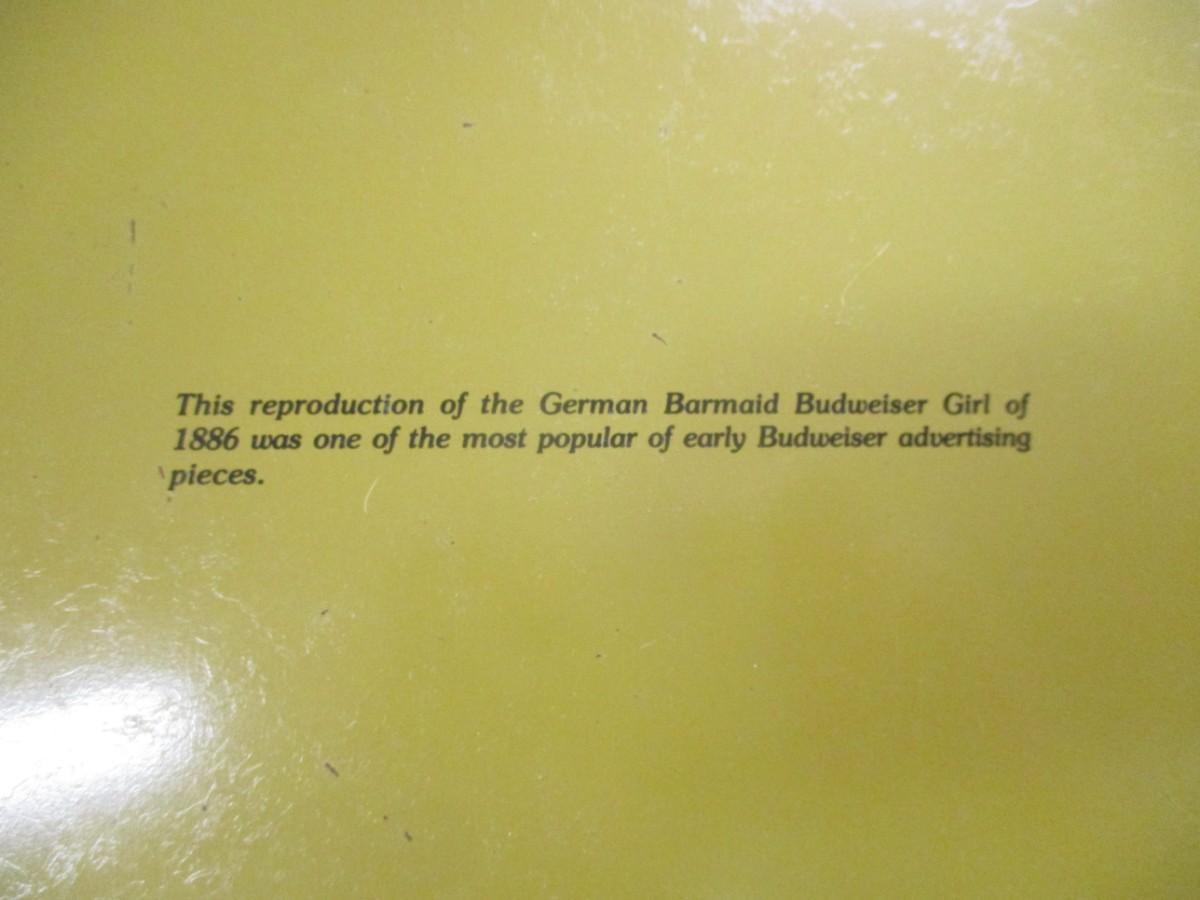 This reproduction of the German Barmaid Budweiser Girl of
1886 was one of the most popular of early Budweiser advertising
pieces.